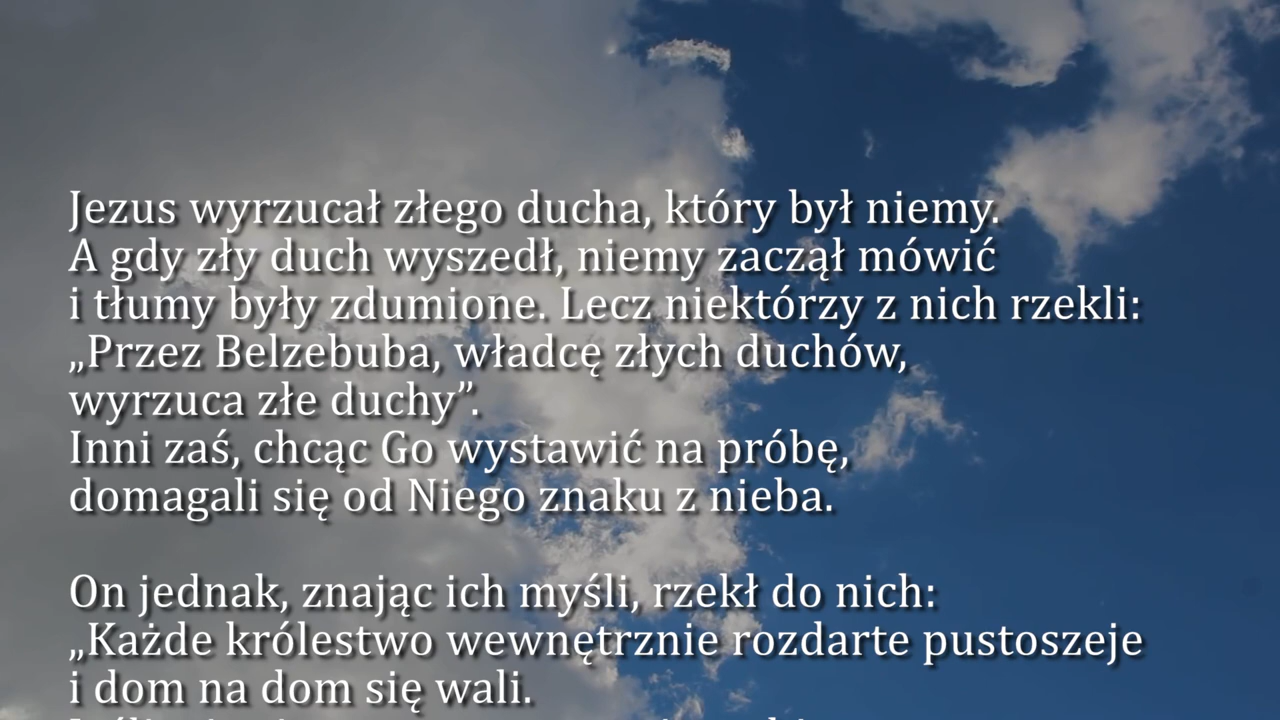 Jezus wyrzucał złego ducha, który był niemy.
A gdy zły duch wyszedł, niemy zaczął mówić
i tłumy były zdumione. Lecz niektórzy z nich rzekli:
„Przez Belzebuba, władcę złych duchów,
wyrzuca złe duchy”.
Inni zaś, chcąc Go wystawić na próbę,
domagali się od Niego znaku z nieba.
On jednak, znając ich myśli, rzekł do nich:
„Każde królestwo wewnętrznie rozdarte pustoszeje
i dom na dom się wali.